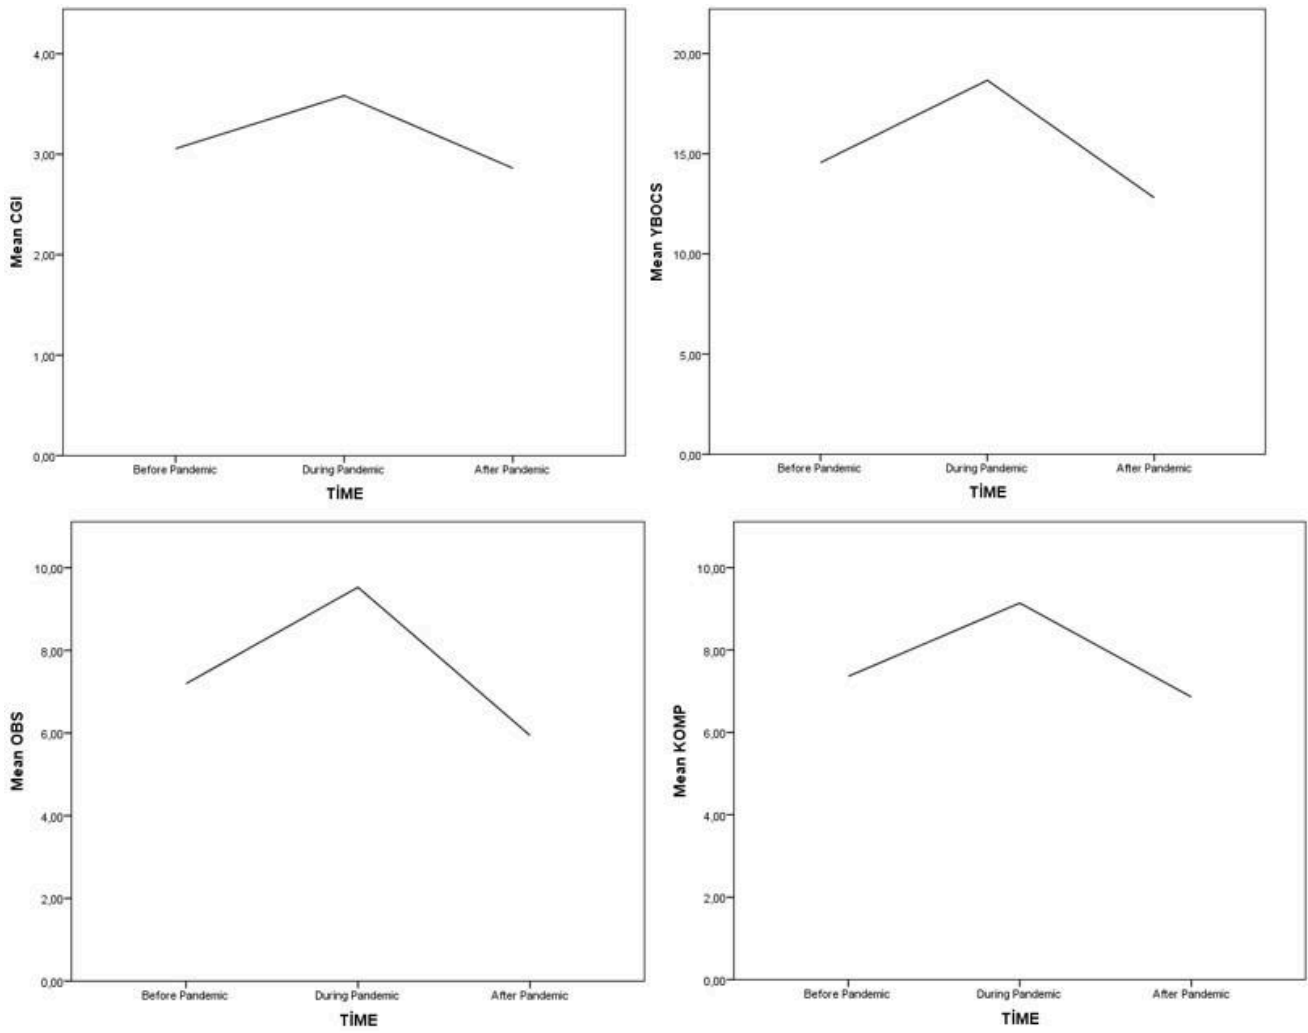 4,00
3,00
2,00
1,00
0,00
Mean CGI
Before Pandemic During Pandemic After Pandemic
TİME
20,00
15,00
10,00
5,00
0,00
Mean YBOCS
Before Pandemic During Pandemic After Pandemic
TİME
10,00
8,00
6,00
4,00
2,00
0,00
Mean OBS
Before Pandemic During Pandemic After Pandemic
TİME
10,00
8,00
6,00
4,00
2,00
0,00
Mean KOMP
Before Pandemic During Pandemic After Pandemic
TİME